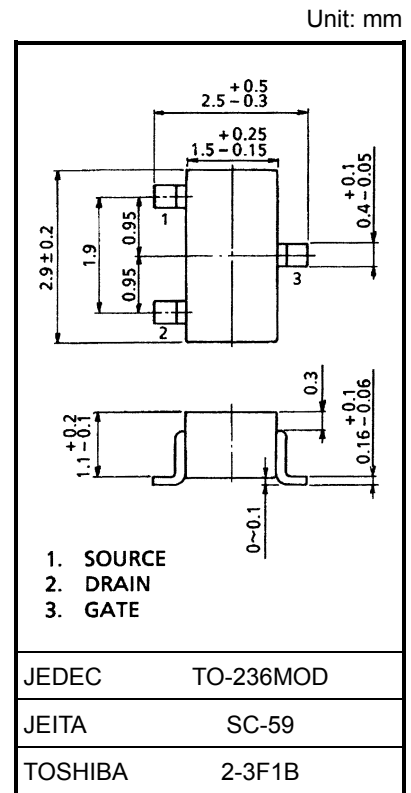 Unit: mm
+0.5
2.5 –0.3
+0.25
1.5 –0.15
2.9±0.2
1.9
0.95
0.95
1
2
3
+0.1
0.4–0.05
+0.2
1.1–0.1
0.3
+0.1
0.16–0.06
0~0.1
1. SOURCE
2. DRAIN
3. GATE
JEDEC TO-236MOD
JEITA SC-59
TOSHIBA 2-3F1B